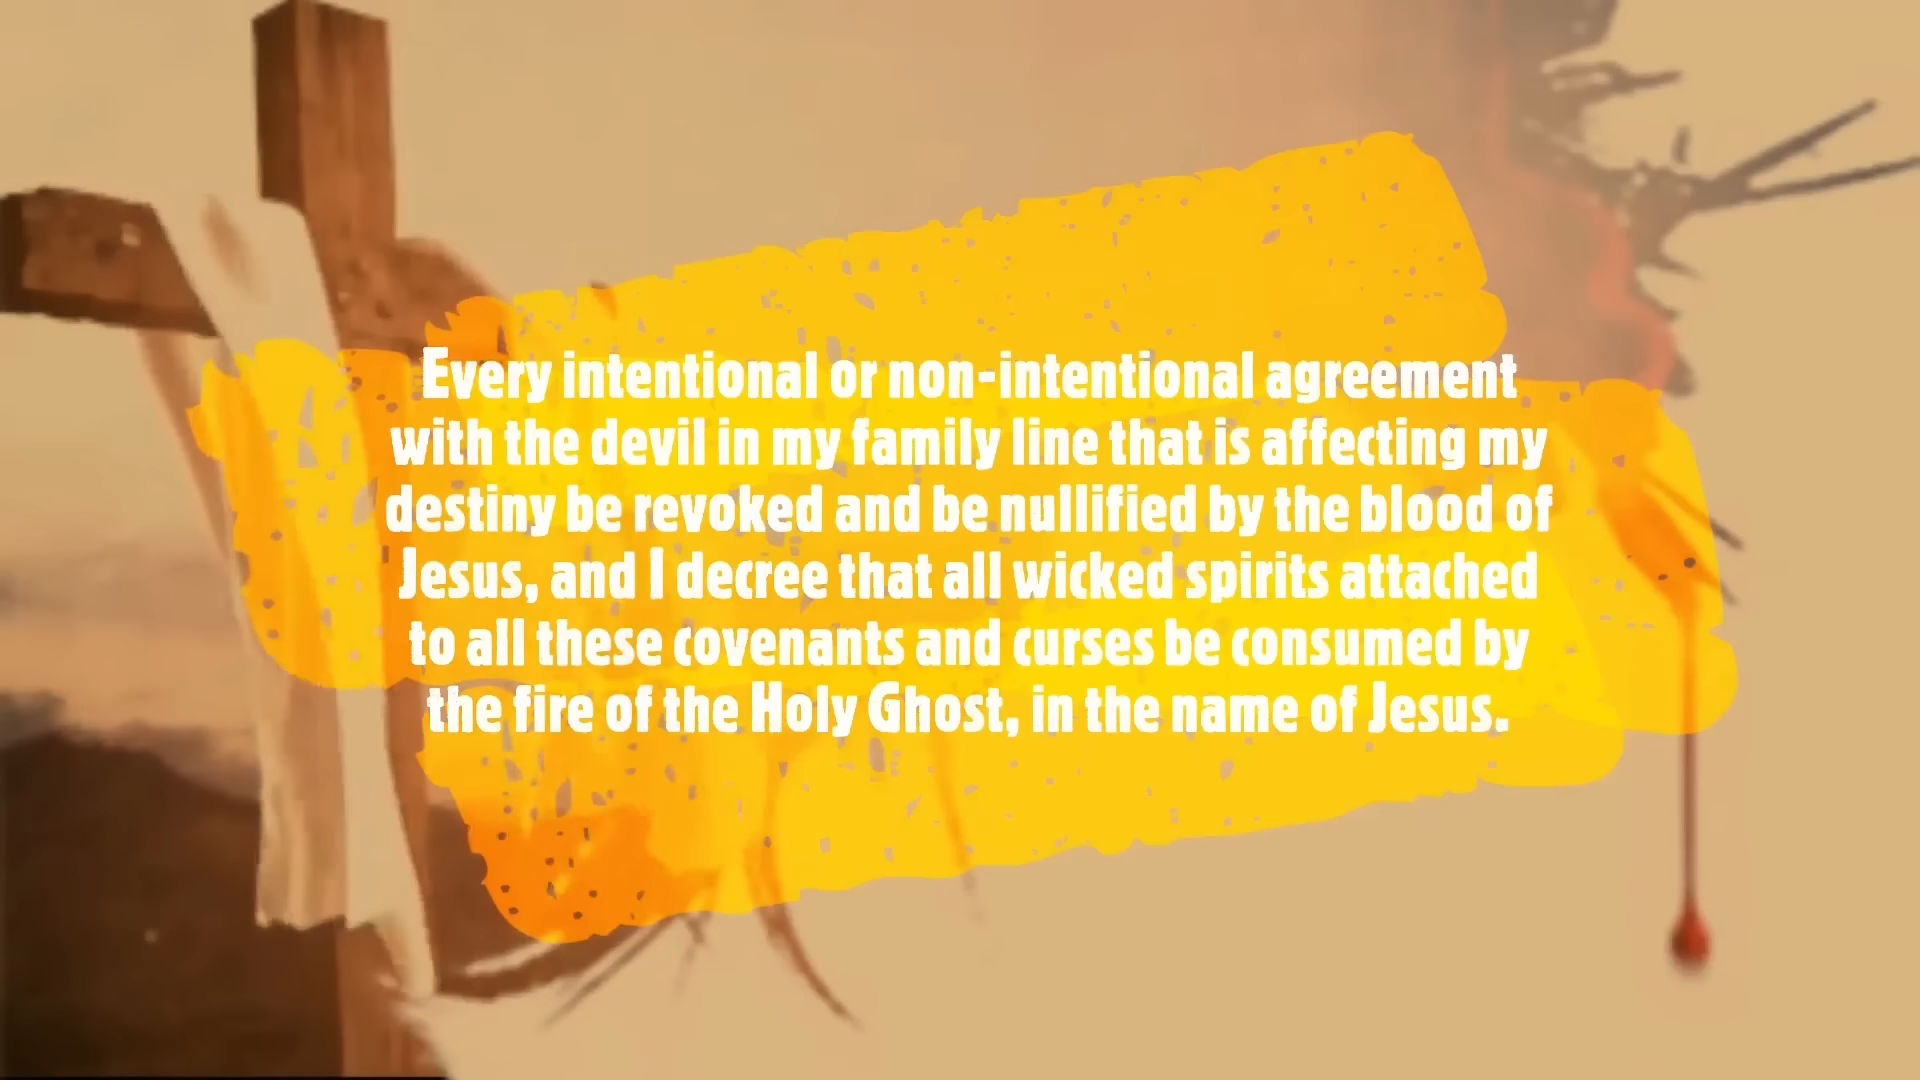 Every intentional or non-intentional agreement
with the devil in my family line that is affecting my
destiny be revoked and be nullified by the blood of
Jesus, and I decree that all wicked spirits attached
to all these covenants and curses be consumed by
the fire of the Holy Ghost, in the name of Jesus.